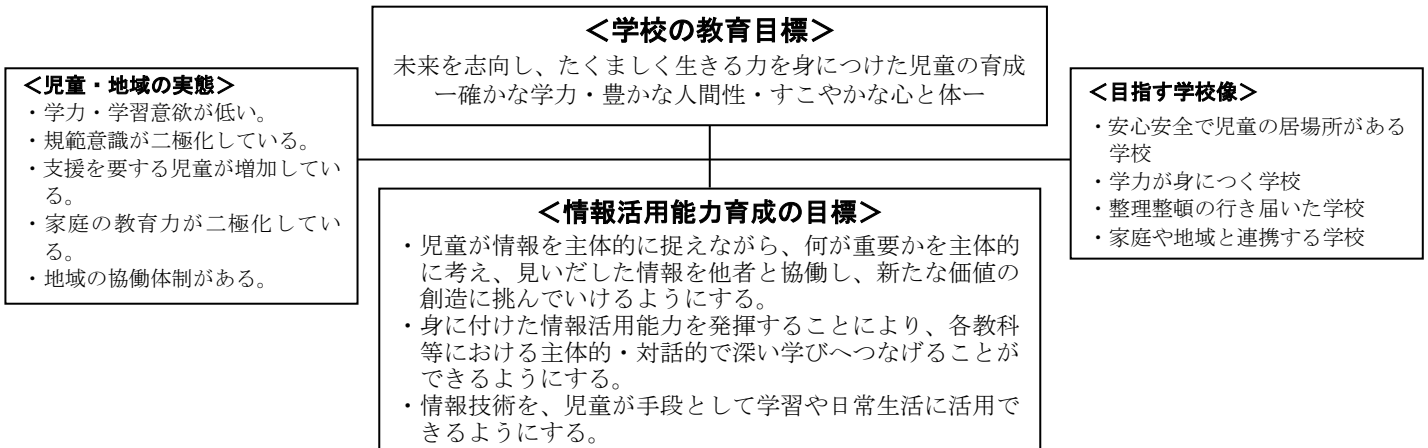 ＜学校の教育目標＞
未来を志向し、たくましく生きる力を身につけた児童の育成
ー確かな学力・豊かな人間性・すこやかな心と体ー
＜児童・地域の実態＞
・学力・学習意欲が低い。
・規範意識が二極化している。
・支援を要する児童が増加してい
る。
・家庭の教育力が二極化してい
る。
・地域の協働体制がある。
＜目指す学校像＞
・安心安全で児童の居場所がある
学校
・学力が身につく学校
・整理整頓の行き届いた学校
・家庭や地域と連携する学校
＜情報活用能力育成の目標＞
・児童が情報を主体的に捉えながら、何が重要かを主体的
に考え、見いだした情報を他者と協働し、新たな価値の
創造に挑んでいけるようにする。
・身に付けた情報活用能力を発揮することにより、各教科
等における主体的・対話的で深い学びへつなげることが
できるようにする。
・情報技術を、児童が手段として学習や日常生活に活用で
きるようにする。